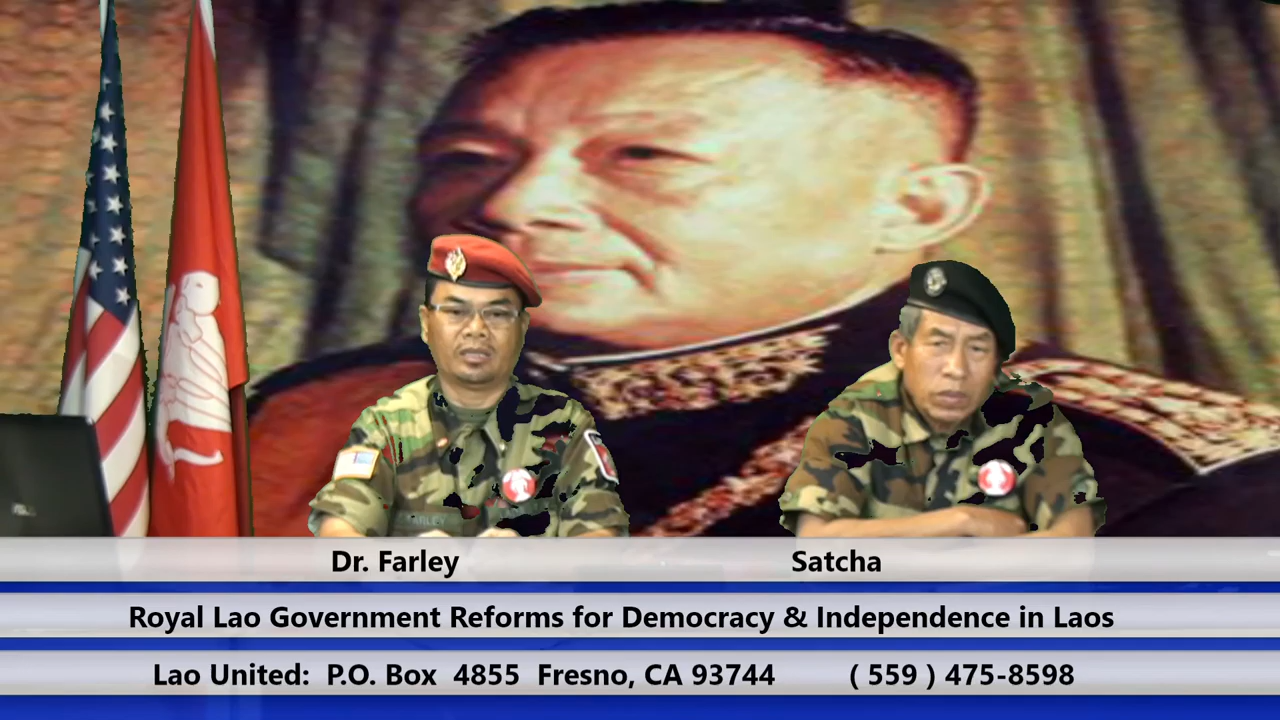 FARLEY
Dr. Farley Satcha
Royal Lao Government Reforms for Democracy & Independence in Laos
Lao United: P.O. Box 4855 Fresno, CA 93744 ( 559 ) 475-8598